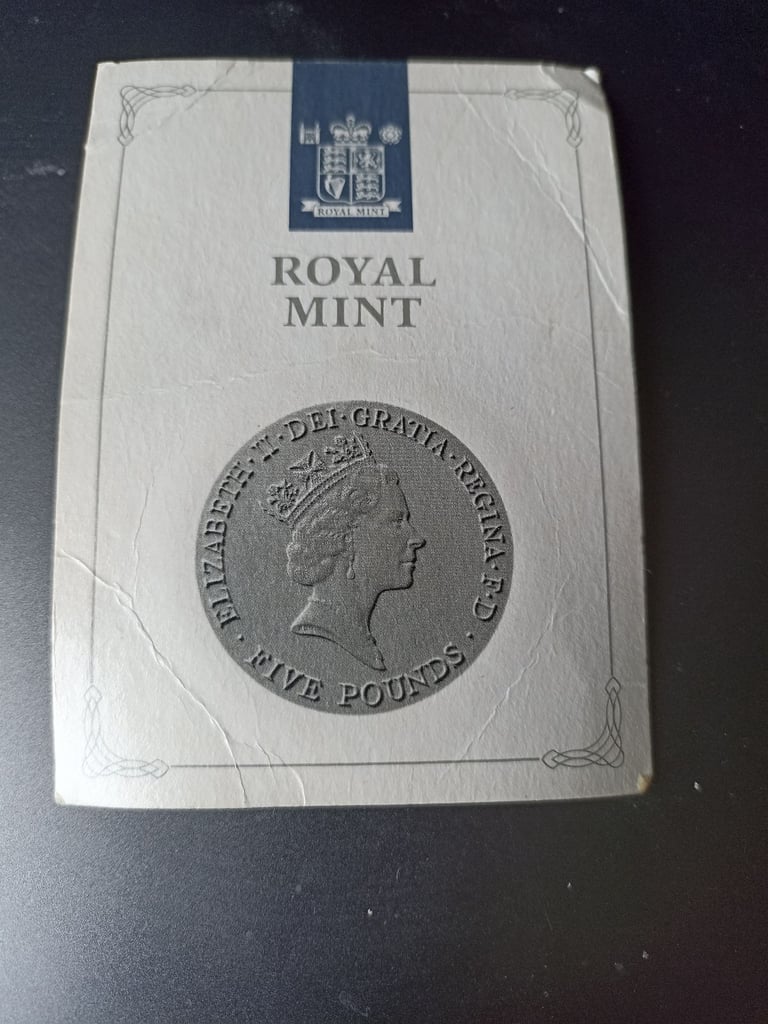 ROYAL MINT
ROYAL
MINT
· ELIZABETH · II · DEI · GRATIA · REGINA · F · D ·
FIVE POUNDS